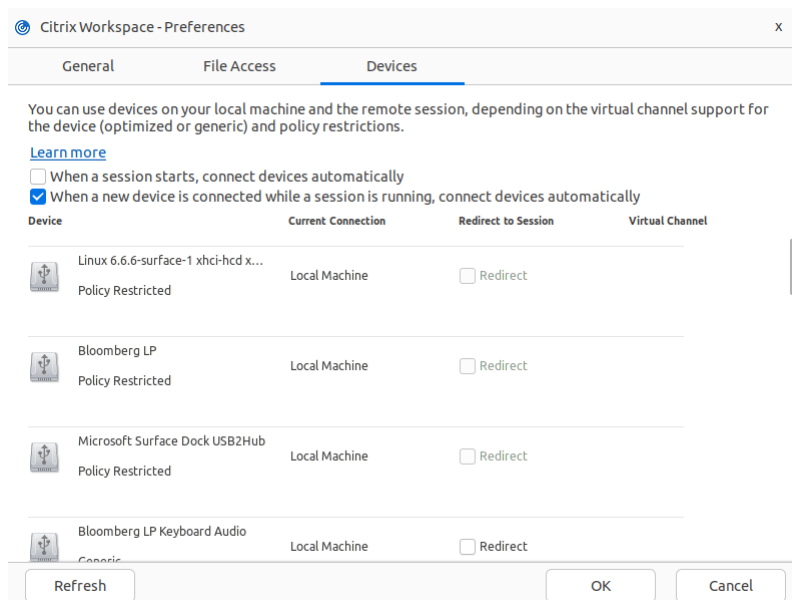 Citrix Workspace - Preferences x
General File Access Devices
You can use devices on your local machine and the remote session, depending on the virtual channel support for
the device (optimized or generic) and policy restrictions.
Learn more
When a session starts, connect devices automatically
When a new device is connected while a session is running, connect devices automatically
Device Current Connection Redirect to Session Virtual Channel
Linux 6.6.6-surface-1 xhci-hcd x...
Local Machine Redirect
Policy Restricted
Bloomberg LP
Local Machine Redirect
Policy Restricted
Microsoft Surface Dock USB2Hub
Local Machine Redirect
Policy Restricted
Bloomberg LP Keyboard Audio
Local Machine Redirect
Generic
Refresh OK Cancel